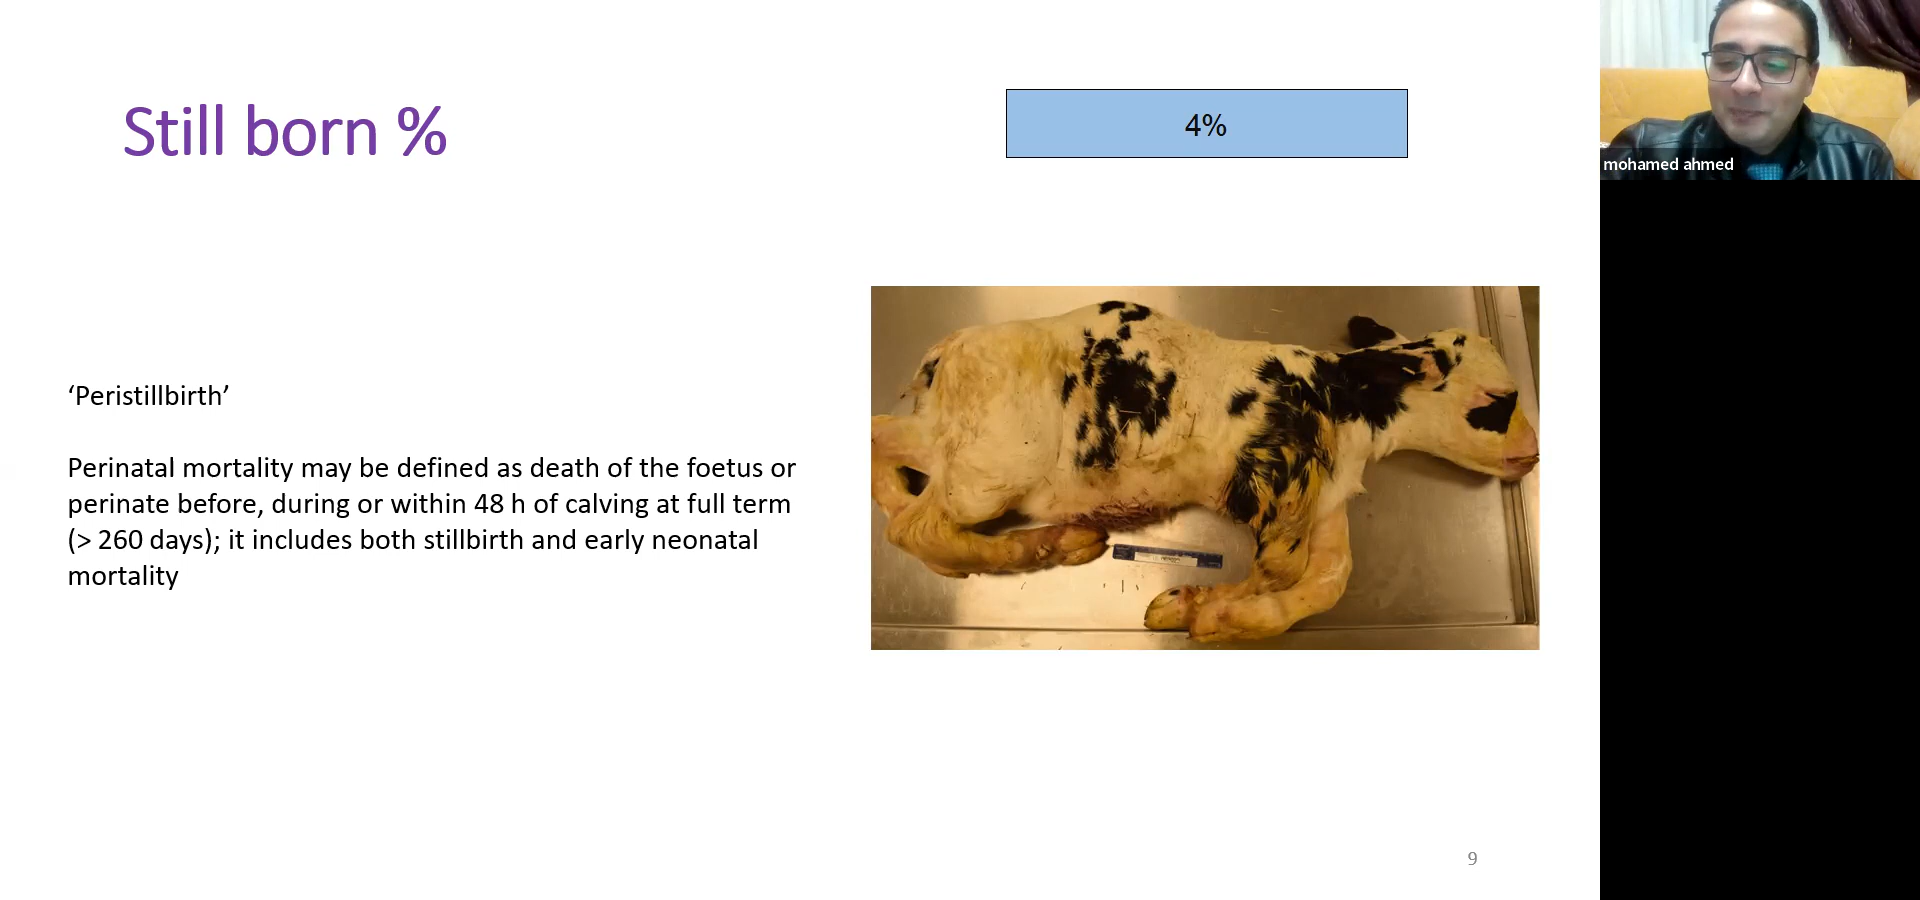 Still born %
4%
mohamed ahmed
‘Peristillbirth’
Perinatal mortality may be defined as death of the foetus or
perinate before, during or within 48 h of calving at full term
(> 260 days); it includes both stillbirth and early neonatal
mortality
9